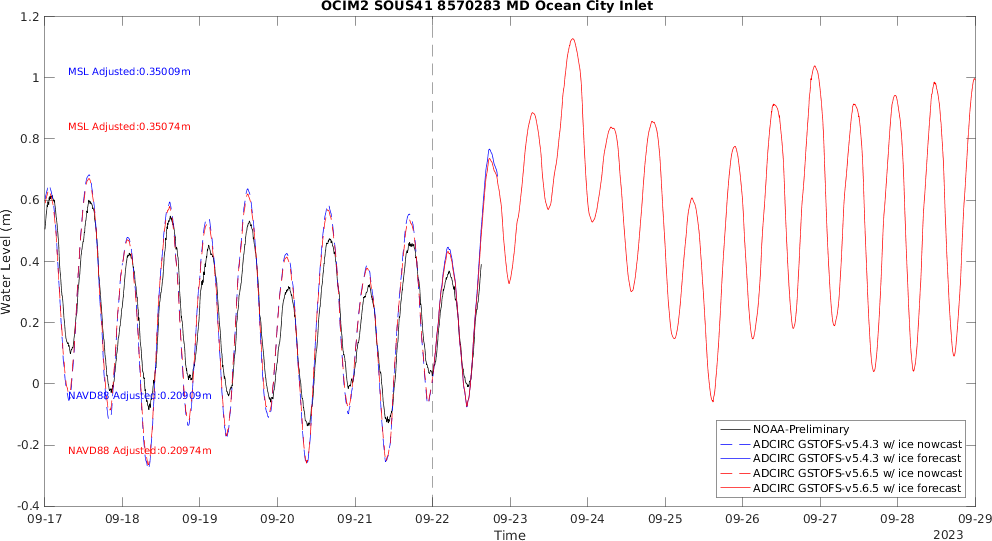 OCIM2 SOUS41 8570283 MD Ocean City Inlet
1.2
1
0.8
0.6
0.4
0.2
0
-0.2
-0.4
Water Level (m)
MSL Adjusted:0.35009m
MSL Adjusted:0.35074m
NAVD88 Adjusted:0.20909m
NAVD88 Adjusted:0.20974m
NOAA-Preliminary
ADCIRC GSTOFS-v5.4.3 w/ ice nowcast
ADCIRC GSTOFS-v5.4.3 w/ ice forecast
ADCIRC GSTOFS-v5.6.5 w/ ice nowcast
ADCIRC GSTOFS-v5.6.5 w/ ice forecast
09-17 09-18 09-19 09-20 09-21 09-22 09-23 09-24 09-25 09-26 09-27 09-28 09-29
Time
2023